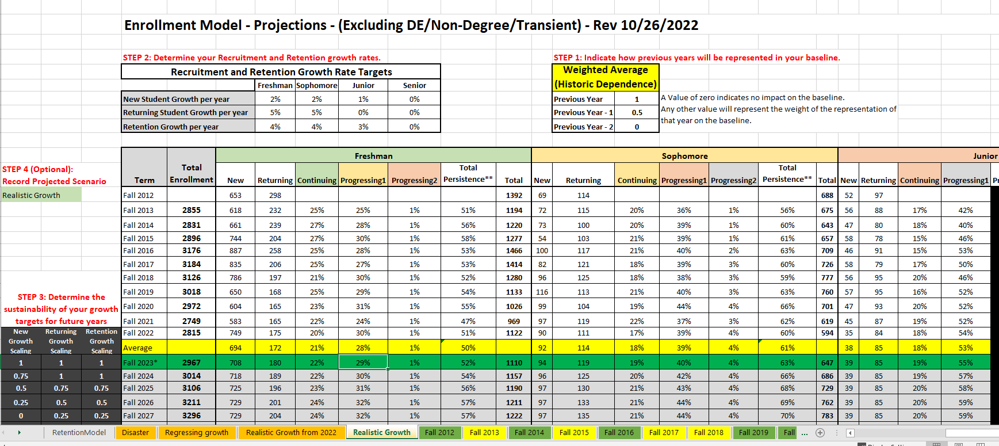 Enrollment Model - Projections - (Excluding DE/Non-Degree/Transient) - Rev 10/26/2022
STEP 2: Determine your Recruitment and Retention growth rates.
Recruitment and Retention Growth Rate Targets
Freshman Sophomore Junior Senior
New Student Growth per year 2% 2% 1% 0%
Returning Student Growth per year 5% 5% 0% 0%
Retention Growth per year 4% 4% 3% 0%
STEP 1: Indicate how previous years will be represented in your baseline.
Weighted Average
(Historic Dependence)
Previous Year 1
Previous Year - 1 0.5
Previous Year - 2 0
A Value of zero indicates no impact on the baseline.
Any other value will represent the weight of the representation of
that year on the baseline.
STEP 4 (Optional):
Record Projected Scenario
Realistic Growth
Freshman Sophomore Junior
Term Total Enrollment New Returning Continuing Progressing1 Progressing2 Total Persistence** Total New Returning Continuing Progressing1 Progressing2 Total Persistence** Total New Returning Continuing Progressing1
Fall 2012 653 298 1392 69 114 688 52 97
Fall 2013 2855 618 232 25% 25% 1% 51% 1194 72 115 20% 36% 1% 56% 675 56 88 17% 42%
Fall 2014 2831 661 239 27% 28% 1% 56% 1220 73 100 20% 39% 1% 60% 643 47 80 18% 40%
Fall 2015 2896 744 204 27% 30% 1% 58% 1277 54 103 21% 39% 1% 61% 657 58 78 15% 46%
Fall 2016 3176 887 258 25% 28% 1% 53% 1466 100 117 21% 40% 2% 63% 709 46 91 15% 53%
Fall 2017 3184 835 206 25% 27% 1% 53% 1414 82 121 18% 39% 3% 60% 726 58 79 17% 50%
Fall 2018 3126 786 197 21% 30% 1% 52% 1280 96 125 18% 38% 3% 59% 777 56 95 20% 46%
Fall 2019 3018 650 168 25% 29% 1% 54% 1133 116 113 21% 40% 3% 63% 760 57 95 16% 52%
Fall 2020 2972 604 165 23% 31% 1% 55% 1026 99 104 19% 44% 4% 66% 701 47 93 20% 52%
Fall 2021 2749 583 165 22% 24% 1% 47% 969 97 119 22% 37% 3% 62% 619 45 87 19% 52%
Fall 2022 2815 749 175 20% 30% 1% 51% 1122 90 111 17% 39% 4% 60% 594 35 84 18% 54%
Average 694 172 21% 28% 1% 50% 92 114 18% 39% 4% 61% 38 85 18% 53%
STEP 3: Determine the
sustainability of your growth
targets for future years
New Growth Scaling Returning Growth Scaling Retention Growth Scaling
1 1 1 Fall 2023* 2967 708 180 22% 29% 1% 52% 1110 94 119 19% 40% 4% 63% 647 39 85 19% 55%
0.75 1 1 Fall 2024 3014 718 189 22% 30% 1% 54% 1157 96 125 20% 42% 4% 66% 686 39 85 19% 57%
0.5 0.75 0.75 Fall 2025 3106 725 196 23% 31% 1% 56% 1190 97 130 21% 43% 4% 68% 729 39 85 20% 58%
0.25 0.5 0.5 Fall 2026 3211 729 201 24% 32% 1% 57% 1211 97 133 21% 44% 4% 69% 762 39 85 20% 59%
0 0.25 0.25 Fall 2027 3296 729 204 24% 32% 1% 57% 1222 97 135 21% 44% 4% 70% 783 39 85 20% 59%
RetentionModel Disaster Regressing growth Realistic Growth from 2022 Realistic Growth Fall 2012 Fall 2013 Fall 2014 Fall 2015 Fall 2016 Fall 2017 Fall 2018 Fall 2019 Fall ...